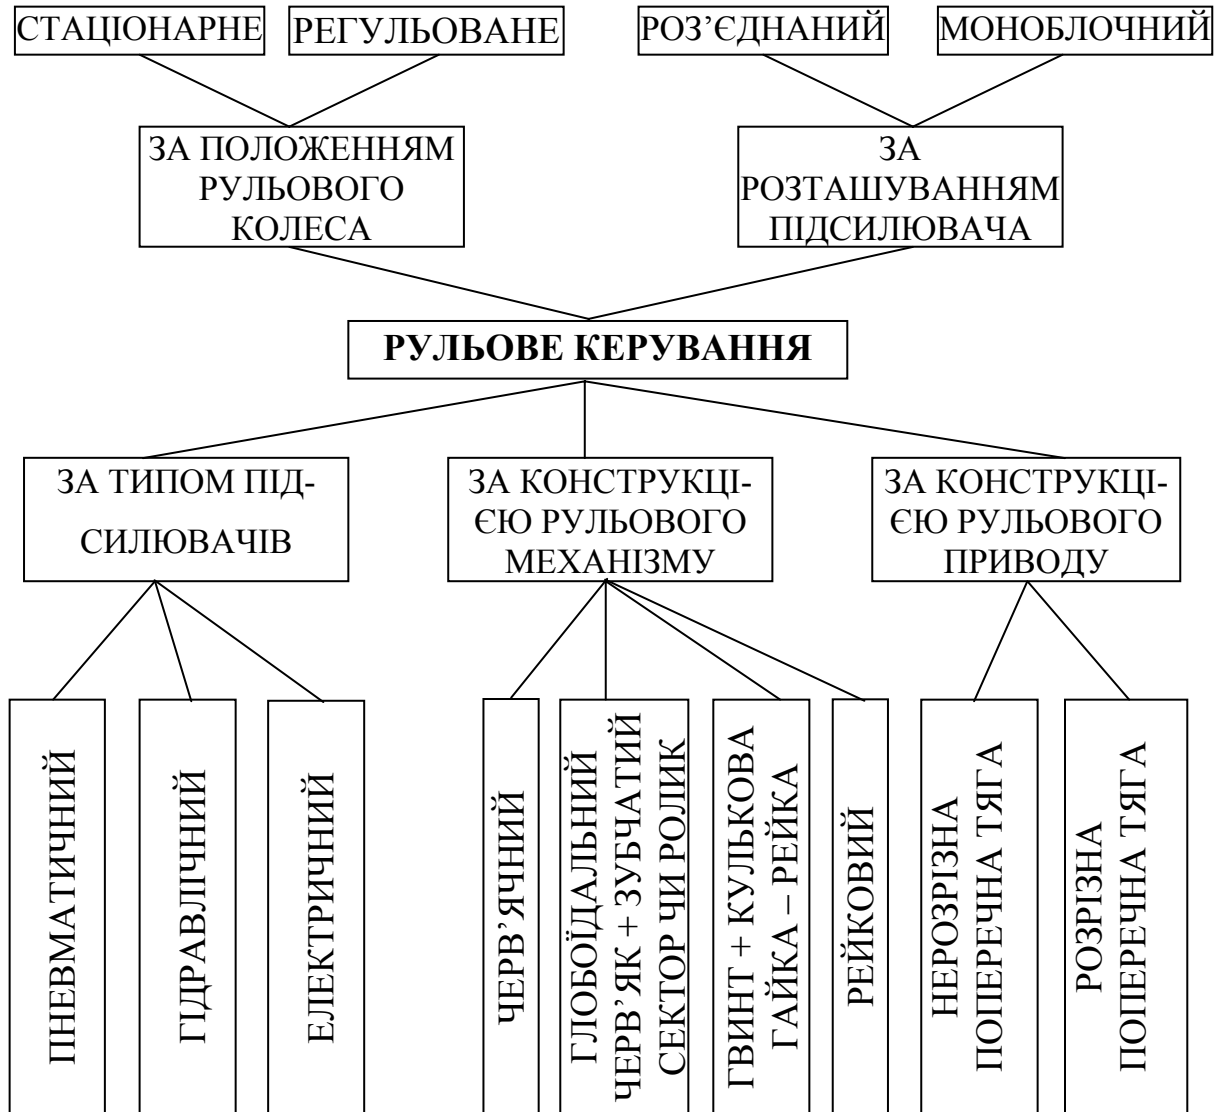 СТАЦІОНАРНЕ
РЕГУЛЬОВАНЕ
РОЗ’ЄДНАНИЙ
МОНОБЛОЧНИЙ
ЗА ПОЛОЖЕННЯМ
РУЛЬОВОГО
КОЛЕСА
ЗА
РОЗТАШУВАННЯМ
ПІДСИЛЮВАЧА
РУЛЬОВЕ КЕРУВАННЯ
ЗА ТИПОМ ПІД-
СИЛЮВАЧІВ
ЗА КОНСТРУКЦІ-
ЄЮ РУЛЬОВОГО
МЕХАНІЗМУ
ЗА КОНСТРУКЦІ-
ЄЮ РУЛЬОВОГО
ПРИВОДУ
ПНЕВМАТИЧНИЙ
ГІДРАВЛІЧНИЙ
ЕЛЕКТРИЧНИЙ
ЧЕРВ’ЯЧНИЙ
ГЛОБОЇДАЛЬНИЙ
ЧЕРВ’ЯК + ЗУБЧАТИЙ
СЕКТОР ЧИ РОЛИК
ГВИНТ + КУЛЬКОВА
ГАЙКА – РЕЙКА
РЕЙКОВИЙ
НЕРОЗРІЗНА
ПОПЕРЕЧНА ТЯГА
РОЗРІЗНА
ПОПЕРЕЧНА ТЯГА